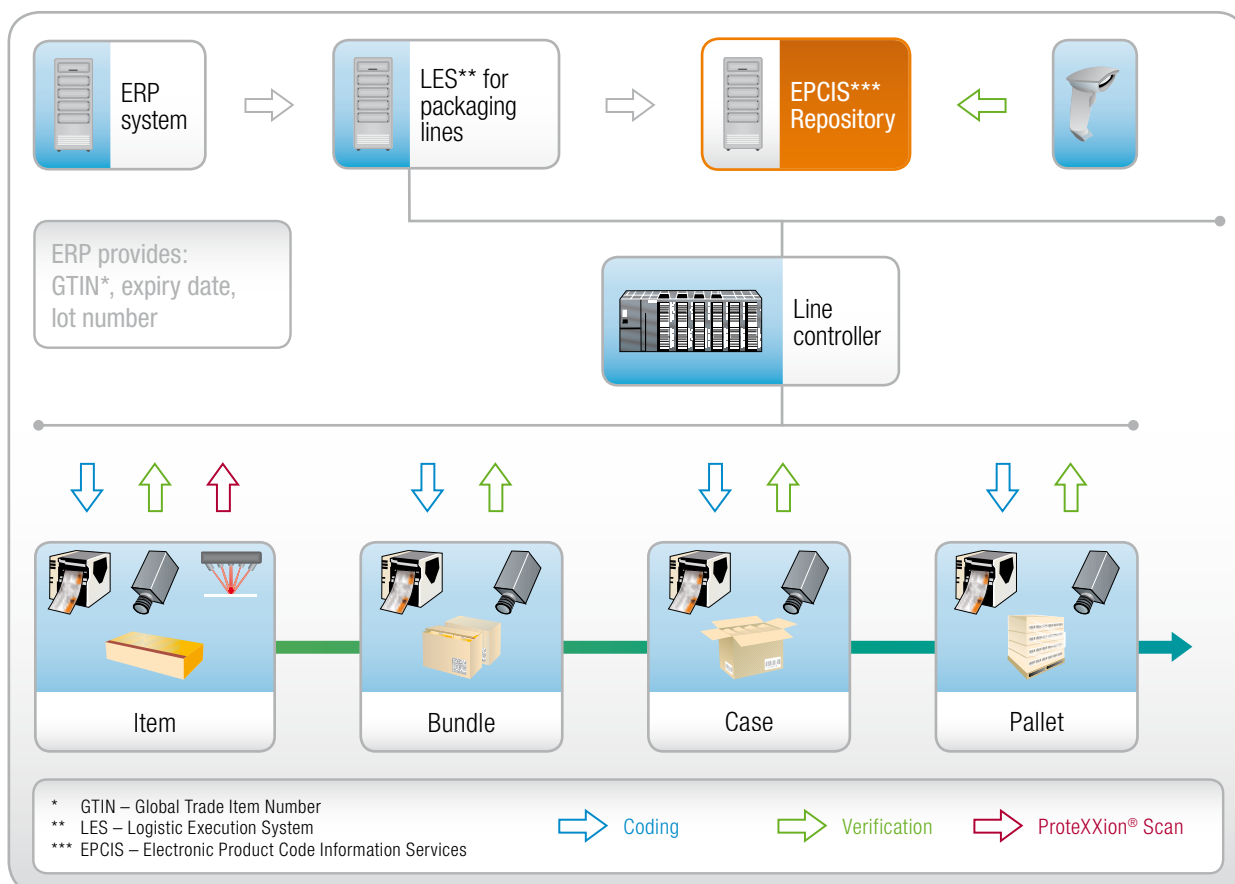 ERP
system
LES** for
packaging
lines
EPCIS***
Repository
ERP provides:
GTIN*, expiry date,
lot number
Line
controller
Item
Bundle
Case
Pallet
* GTIN – Global Trade Item Number
** LES – Logistic Execution System
*** EPCIS – Electronic Product Code Information Services
Coding
Verification
ProteXXion® Scan